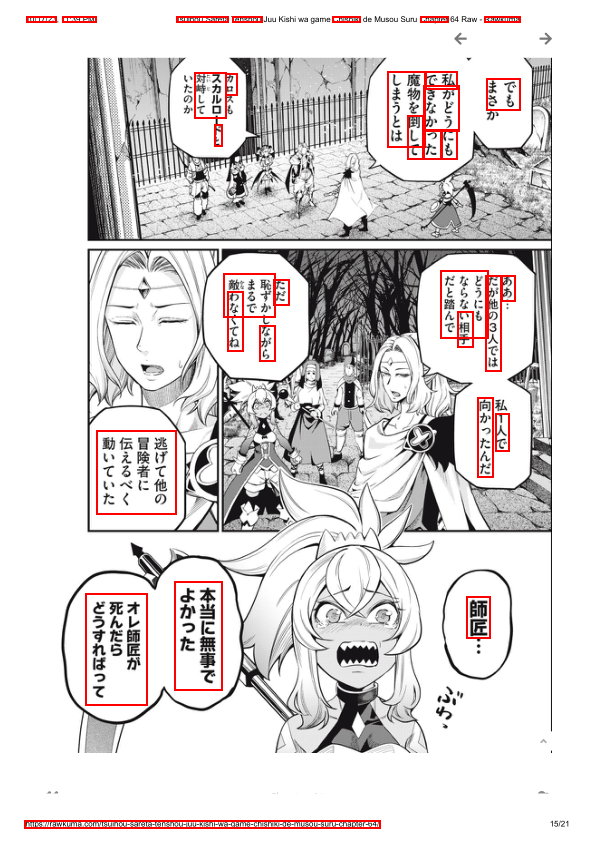 Tsuihou Sareta Tenshou Juu Kishi wa game Chishiki de Musou Suru Chapter 64 Raw - Rawkuma
でも
まさか
私がどうにも
できなかった
魔物を倒して
しまうとは
カロスも
スカルロードと
対峙して
いたのか
ああ…
だが他の3人では
どうにも
ならない相手
だと踏んで
私1人で
向かったんだ
ただ
恥ずかしながら
まるで
敵わなくてね
逃げて他の
冒険者に
伝えるべく
動いていた
師匠…
本当に無事で
よかった
オレ師匠が
死んだら
どうすればって
ぶわっ
https://rawkuma.com/tsuihou-sareta-tenshou-juu-kishi-wa-game-chishiki-de-musou-suru-chapter-64/
15/21